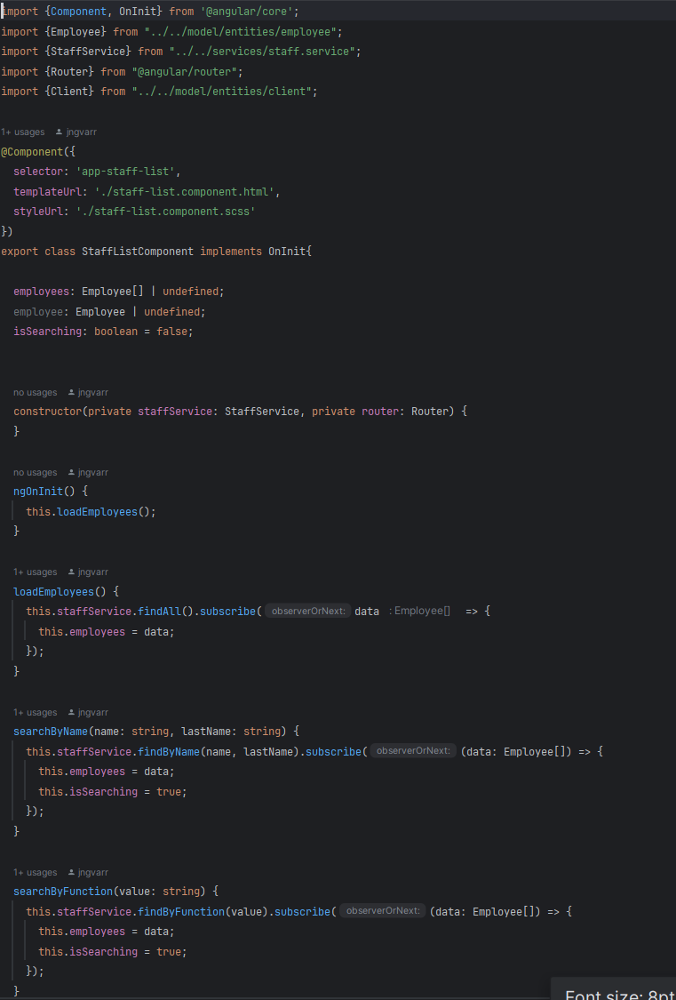 import {Component, OnInit} from '@angular/core';
import {Employee} from "../../model/entities/employee";
import {StaffService} from "../../services/staff.service";
import {Router} from "@angular/router";
import {Client} from "../../model/entities/client";
1+ usages jngvarr
@Component({
selector: 'app-staff-list',
templateUrl: './staff-list.component.html',
styleUrl: './staff-list.component.scss'
})
export class StaffListComponent implements OnInit{
employees: Employee[] | undefined;
employee: Employee | undefined;
isSearching: boolean = false;
no usages jngvarr
constructor(private staffService: StaffService, private router: Router) {
}
no usages jngvarr
ngOnInit() {
this.loadEmployees();
}
1+ usages jngvarr
loadEmployees() {
this.staffService.findAll().subscribe( observerOrNext: data : Employee[] => {
this.employees = data;
});
}
1+ usages jngvarr
searchByName(name: string, lastName: string) {
this.staffService.findByName(name, lastName).subscribe( observerOrNext: (data: Employee[]) => {
this.employees = data;
this.isSearching = true;
});
}
1+ usages jngvarr
searchByFunction(value: string) {
this.staffService.findByFunction(value).subscribe( observerOrNext: (data: Employee[]) => {
this.employees = data;
this.isSearching = true;
});
}
Font size: 8pt